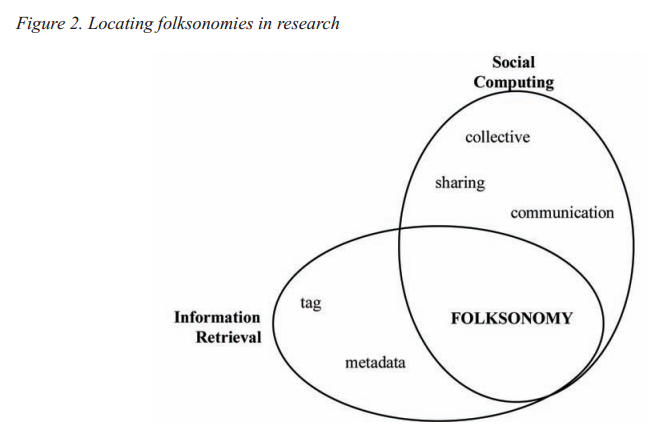 Figure 2. Locating folksonomies in research
Social
Computing
collective
sharing
communication
tag
Information
Retrieval
FOLKSONOMY
metadata